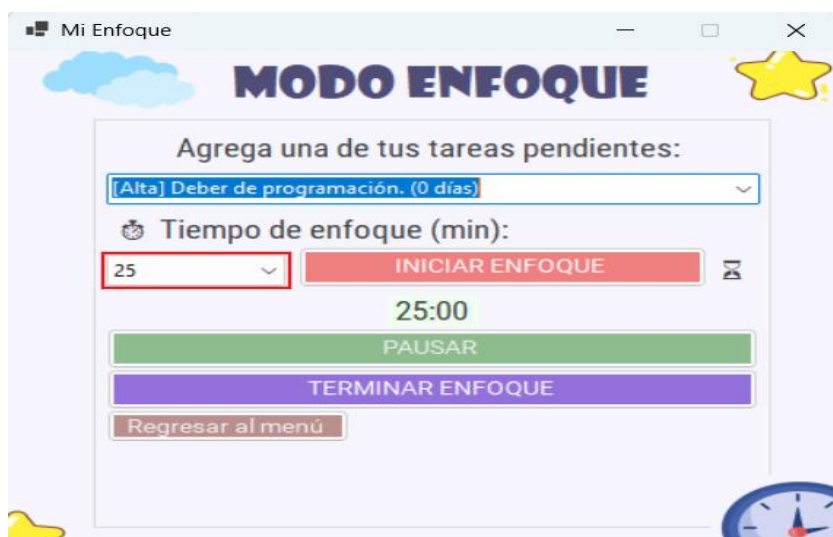 Mi Enfoque
MODO ENFOQUE
Agrega una de tus tareas pendientes:
[Alta] Deber de programación. (0 días)
Tiempo de enfoque (min):
25 INICIAR ENFOQUE
25:00
PAUSAR
TERMINAR ENFOQUE
Regresar al menú